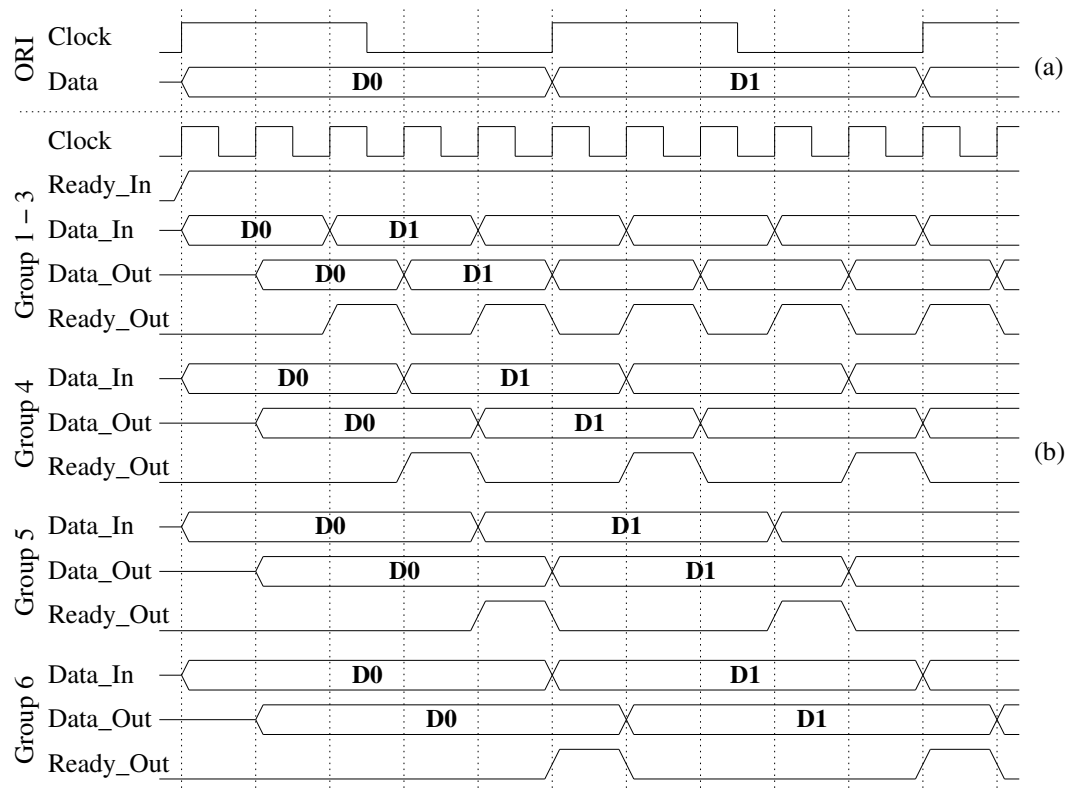 ORI
Clock
Data D0 D1
(a)
Clock
Group 1 – 3
Ready_In
Data_In D0 D1
Data_Out D0 D1
Ready_Out
Group 4
Data_In D0 D1
Data_Out D0 D1
Ready_Out
(b)
Group 5
Data_In D0 D1
Data_Out D0 D1
Ready_Out
Group 6
Data_In D0 D1
Data_Out D0 D1
Ready_Out